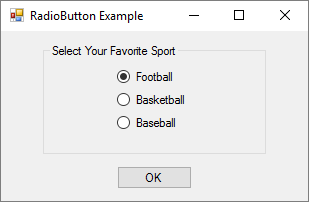 RadioButton Example
Select Your Favorite Sport
Football
Basketball
Baseball
OK